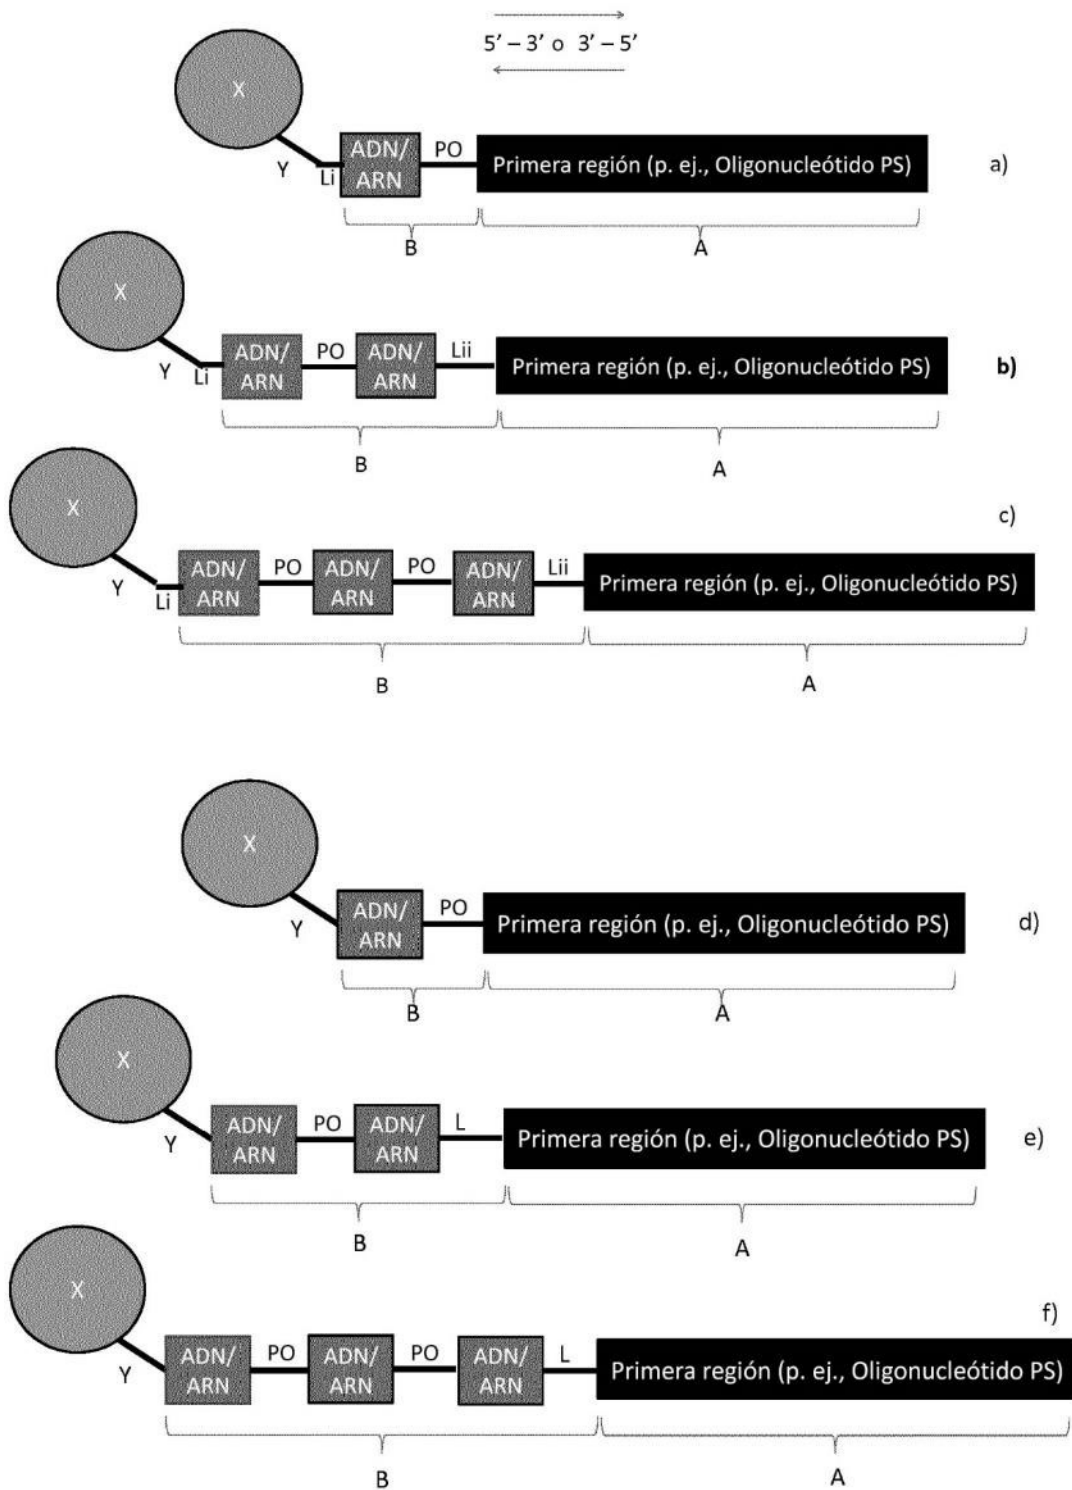 5' – 3' o 3' – 5'
X
Y
Li
ADN/
ARN
PO
Primera región (p. ej., Oligonucleótido PS)
a)
B
A
X
Y
Li
ADN/
ARN
PO
ADN/
ARN
Lii
Primera región (p. ej., Oligonucleótido PS)
b)
B
A
X
Y
Li
ADN/
ARN
PO
ADN/
ARN
PO
ADN/
ARN
Lii
Primera región (p. ej., Oligonucleótido PS)
c)
B
A
X
Y
ADN/
ARN
PO
Primera región (p. ej., Oligonucleótido PS)
d)
B
A
X
Y
ADN/
ARN
PO
ADN/
ARN
L
Primera región (p. ej., Oligonucleótido PS)
e)
B
A
X
Y
ADN/
ARN
PO
ADN/
ARN
PO
ADN/
ARN
L
Primera región (p. ej., Oligonucleótido PS)
f)
B
A